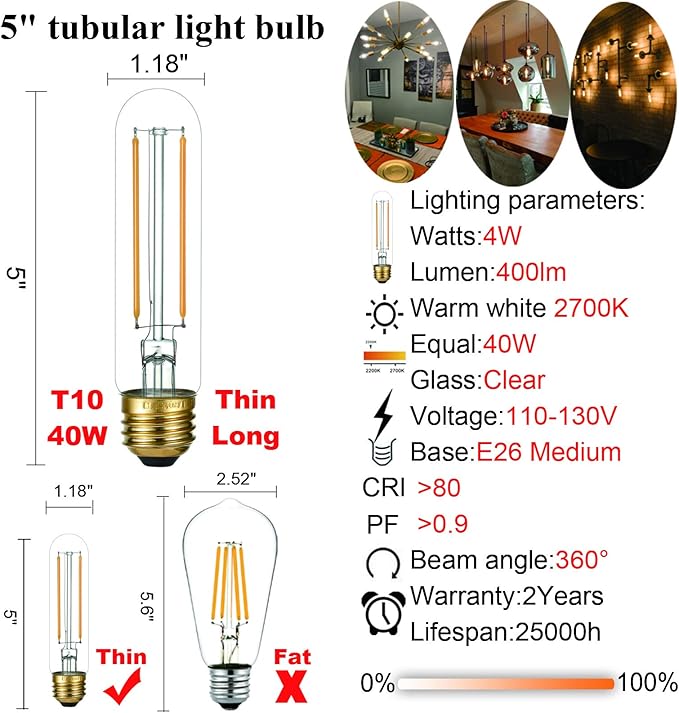 5" tubular light bulb
1.18"
5"
T10
40W
Thin
Long
1.18"
5"
Thin
2.52"
5.6"
Fat
X
Lighting parameters:
Watts:4W
Lumen:400lm
Warm white 2700K
Equal:40W
2200K 2700K
Glass:Clear
Voltage:110-130V
Base:E26 Medium
CRI >80
PF >0.9
Beam angle:360°
Warranty:2Years
Lifespan:25000h
0% 100%